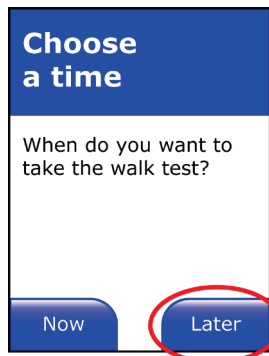 Choose
a time
When do you want to
take the walk test?
Now
Later